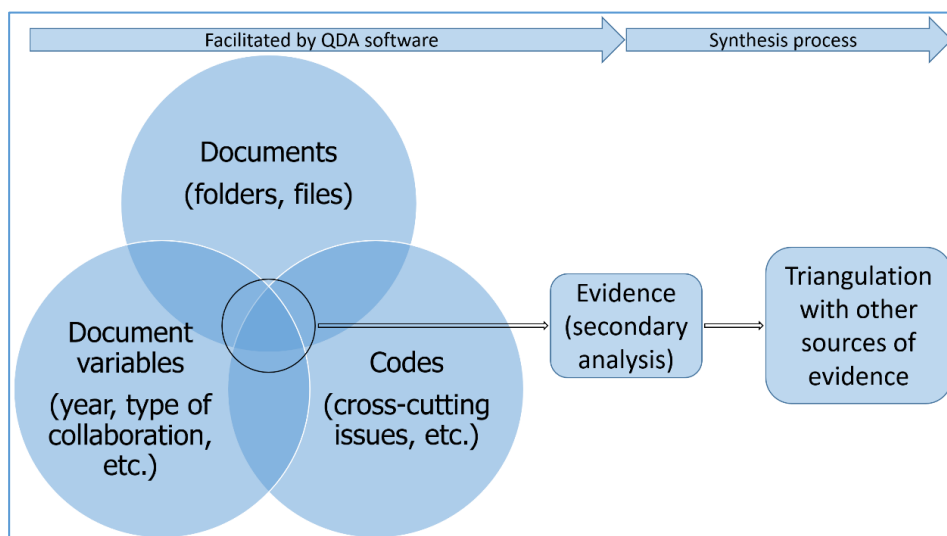 Facilitated by QDA software
Synthesis process
Documents
(folders, files)
Document
variables
(year, type of
collaboration,
etc.)
Codes
(cross-cutting
issues, etc.)
Evidence
(secondary
analysis)
Triangulation
with other
sources of
evidence